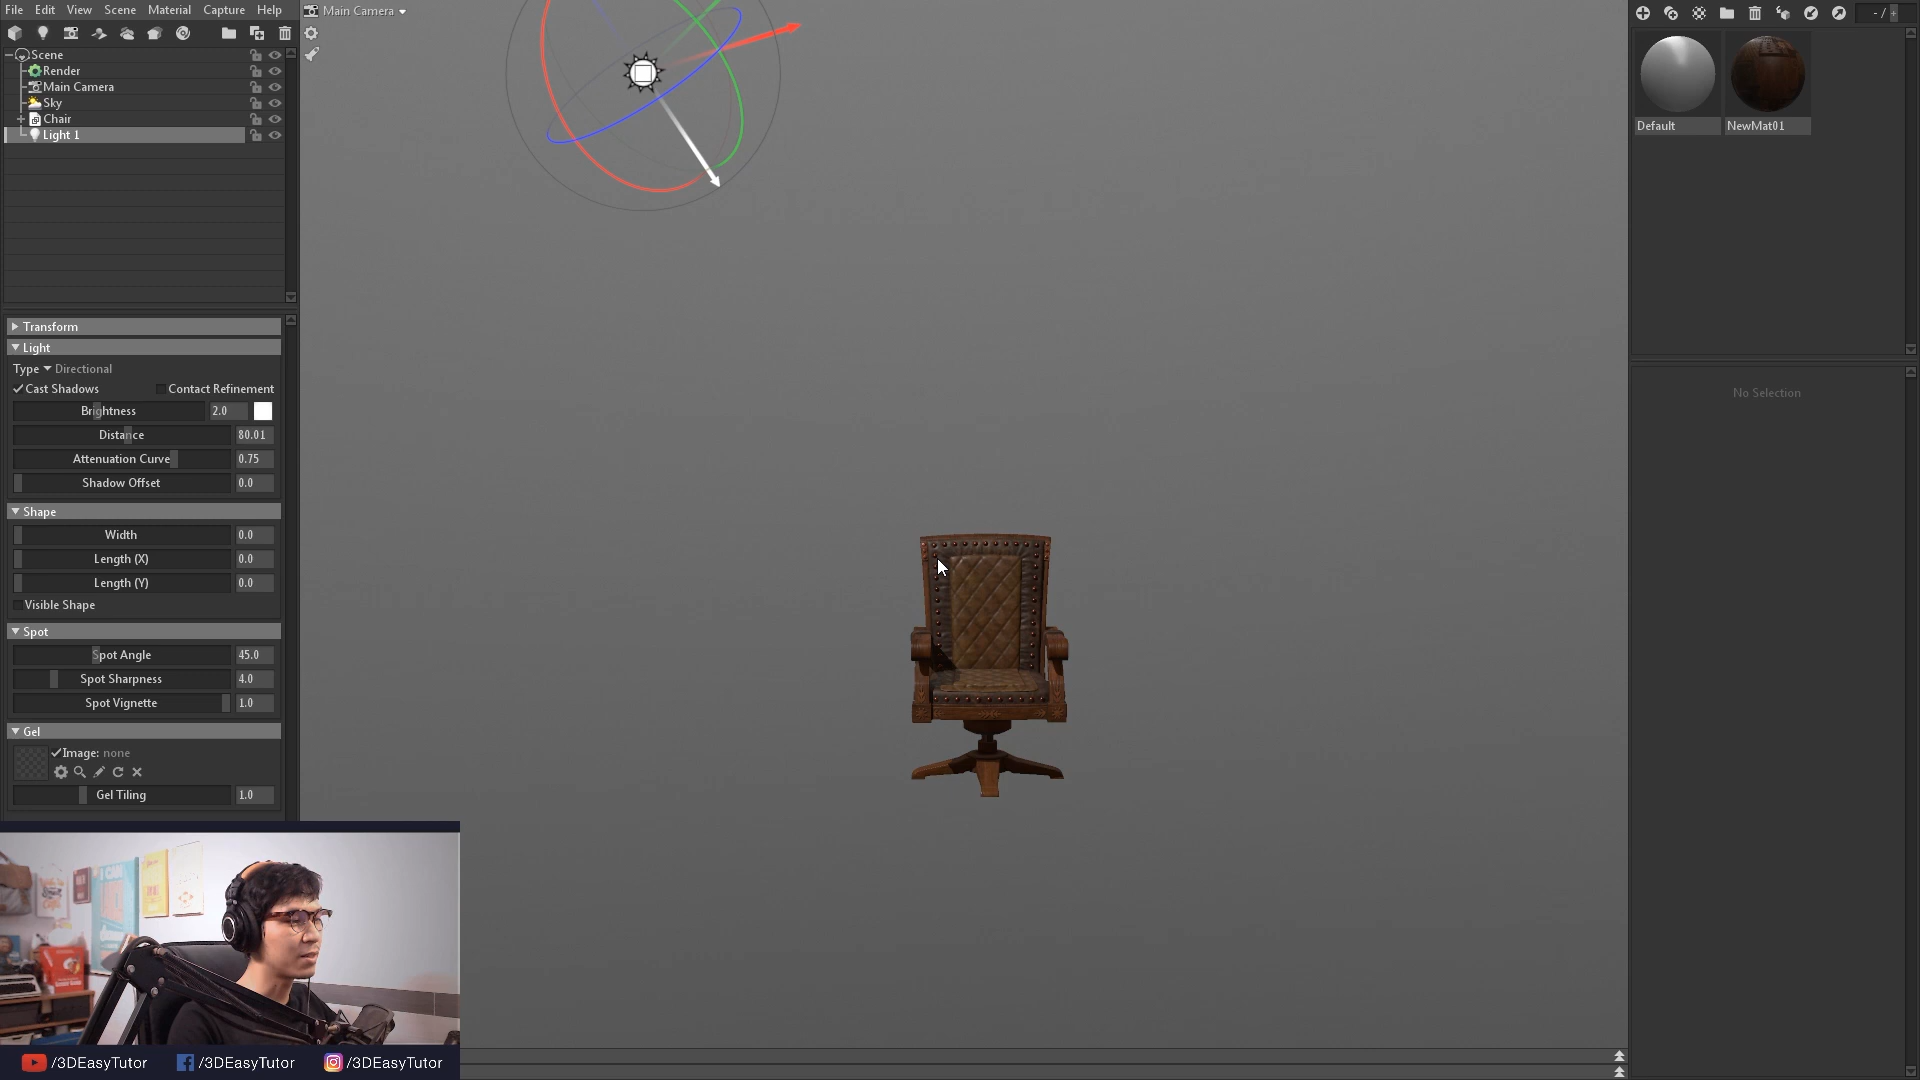 File Edit View Scene Material Capture Help
Main Camera
- / +
Scene
Render
Main Camera
Sky
Chair
Light 1
Default
NewMat01
Transform
Light
Type Directional
Cast Shadows Contact Refinement
Brightness 2.0
Distance 80.01
Attenuation Curve 0.75
Shadow Offset 0.0
Shape
Width 0.0
Length (X) 0.0
Length (Y) 0.0
Visible Shape
Spot
Spot Angle 45.0
Spot Sharpness 4.0
Spot Vignette 1.0
Gel
Image: none
Gel Tiling 1.0
No Selection
I CAN
/3DEasyTutor /3DEasyTutor /3DEasyTutor